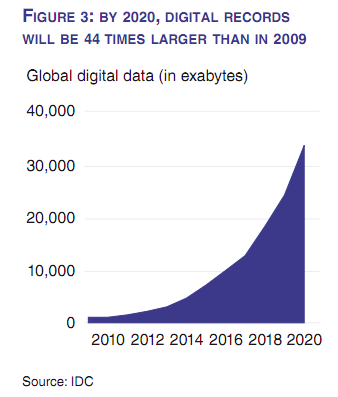 FIGURE 3: BY 2020, DIGITAL RECORDS
WILL BE 44 TIMES LARGER THAN IN 2009
Global digital data (in exabytes)
40,000
30,000
20,000
10,000
0
2010 2012 2014 2016 2018 2020
Source: IDC